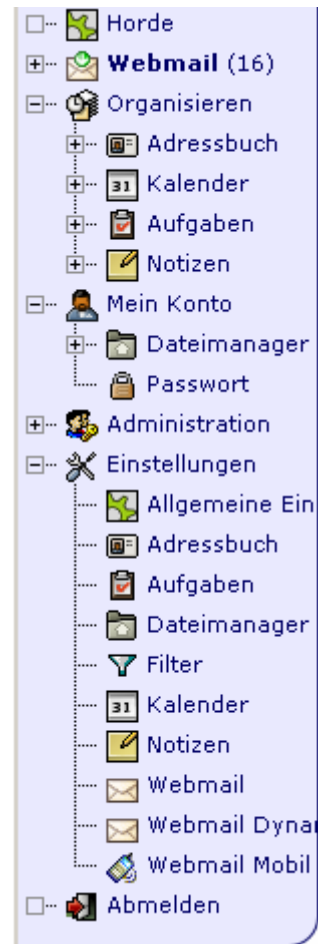 Horde
Webmail (16)
Organisieren
Adressbuch
31 Kalender
Aufgaben
Notizen
Mein Konto
Dateimanager
Passwort
Administration
Einstellungen
Allgemeine Ein
Adressbuch
Aufgaben
Dateimanager
Filter
31 Kalender
Notizen
Webmail
Webmail Dyna
Webmail Mobil
Abmelden